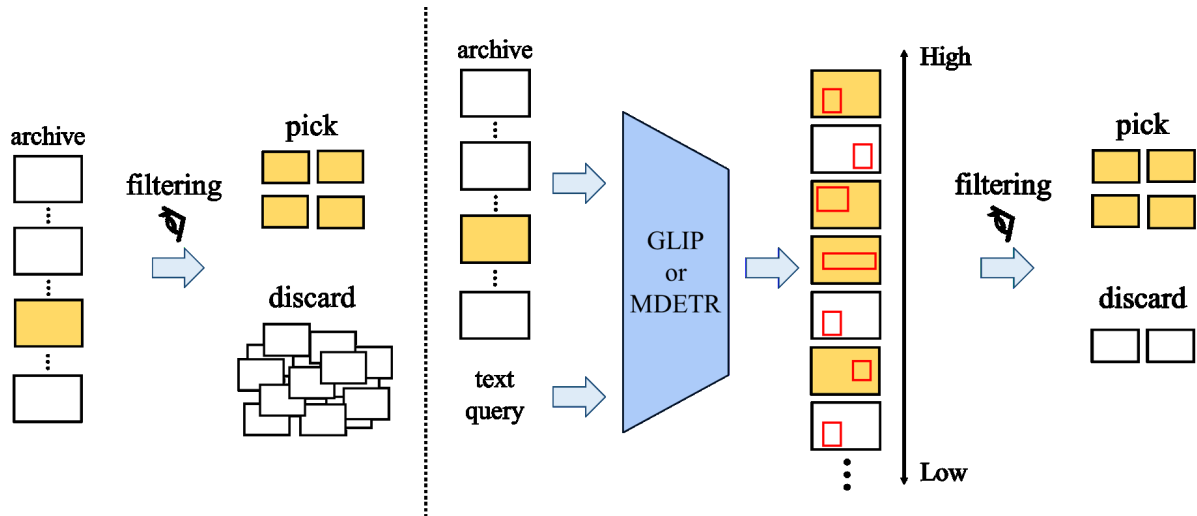 archive
filtering
pick
discard
archive
text
query
GLIP
or
MDETR
High
Low
filtering
pick
discard